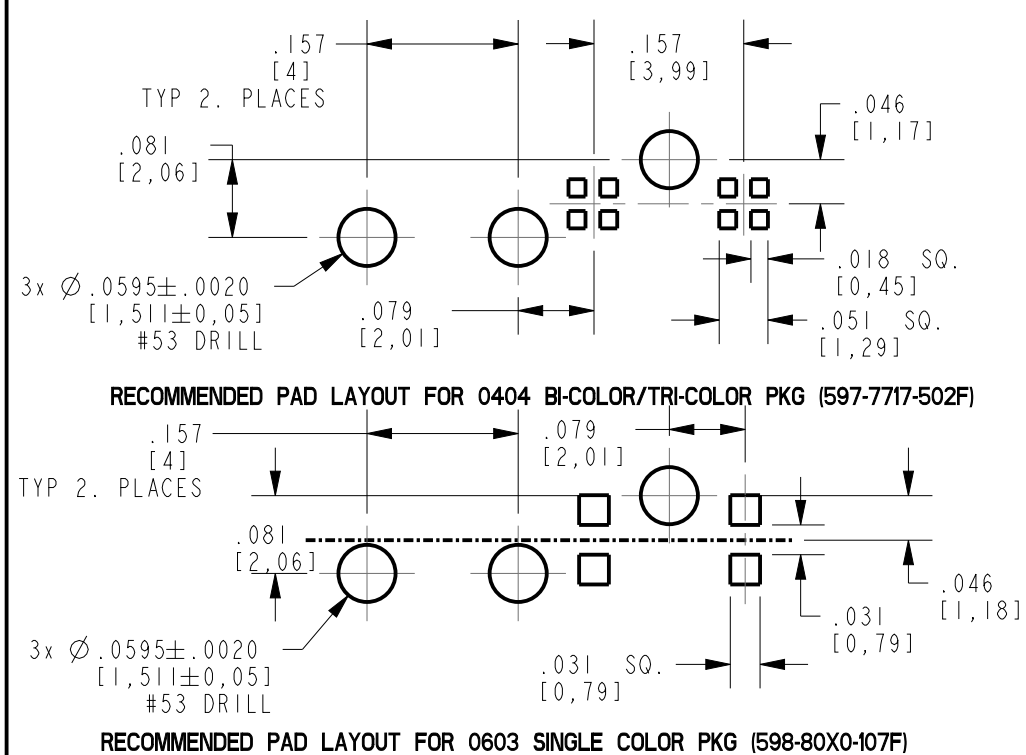 .157
[4]
TYP 2. PLACES
.157
[3,99]
.046
[1,17]
.081
[2,06]
3x Ø .0595±.0020
[1,511±0,05]
#53 DRILL
.079
[2,01]
.018 SQ.
[0,45]
.051 SQ.
[1,29]
RECOMMENDED PAD LAYOUT FOR 0404 BI-COLOR/TRI-COLOR PKG (597-7717-502F)
.157
[4]
TYP 2. PLACES
.079
[2,01]
.081
[2,06]
.046
[1,18]
.031
[0,79]
3x Ø .0595±.0020
[1,511±0,05]
#53 DRILL
.031 SQ.
[0,79]
RECOMMENDED PAD LAYOUT FOR 0603 SINGLE COLOR PKG (598-80X0-107F)